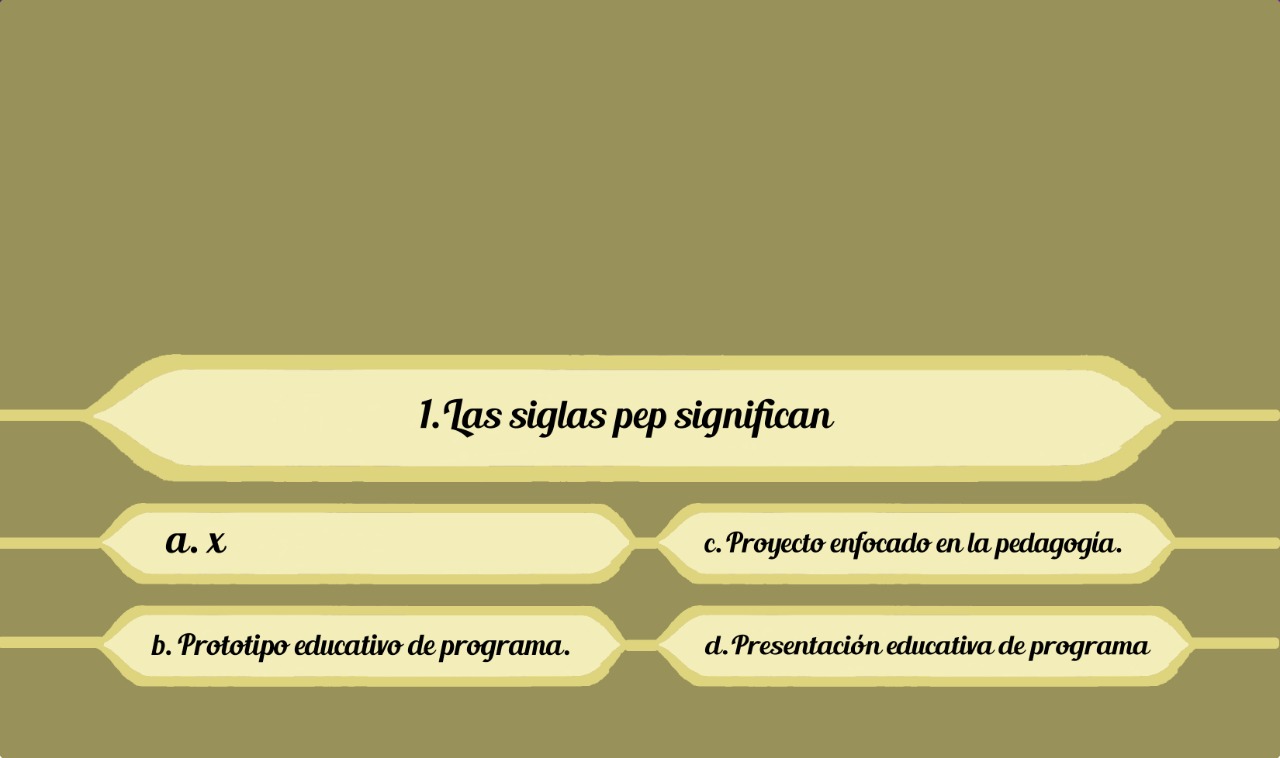 1. Las siglas pep significan
a. x
c. Proyecto enfocado en la pedagogía.
b. Prototipo educativo de programa.
d. Presentación educativa de programa